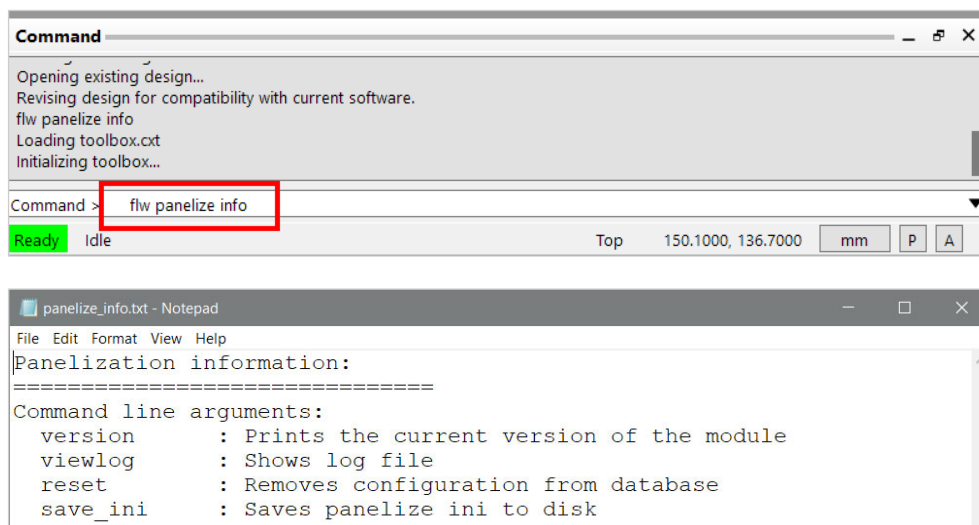 Command
Opening existing design...
Revising design for compatibility with current software.
flw panelize info
Loading toolbox.cxt
Initializing toolbox...
Command > flw panelize info
Ready Idle Top 150.1000, 136.7000 mm P A
panelize_info.txt - Notepad
File Edit Format View Help
Panelization information:
===============================
Command line arguments:
version : Prints the current version of the module
viewlog : Shows log file
reset : Removes configuration from database
save_ini : Saves panelize ini to disk